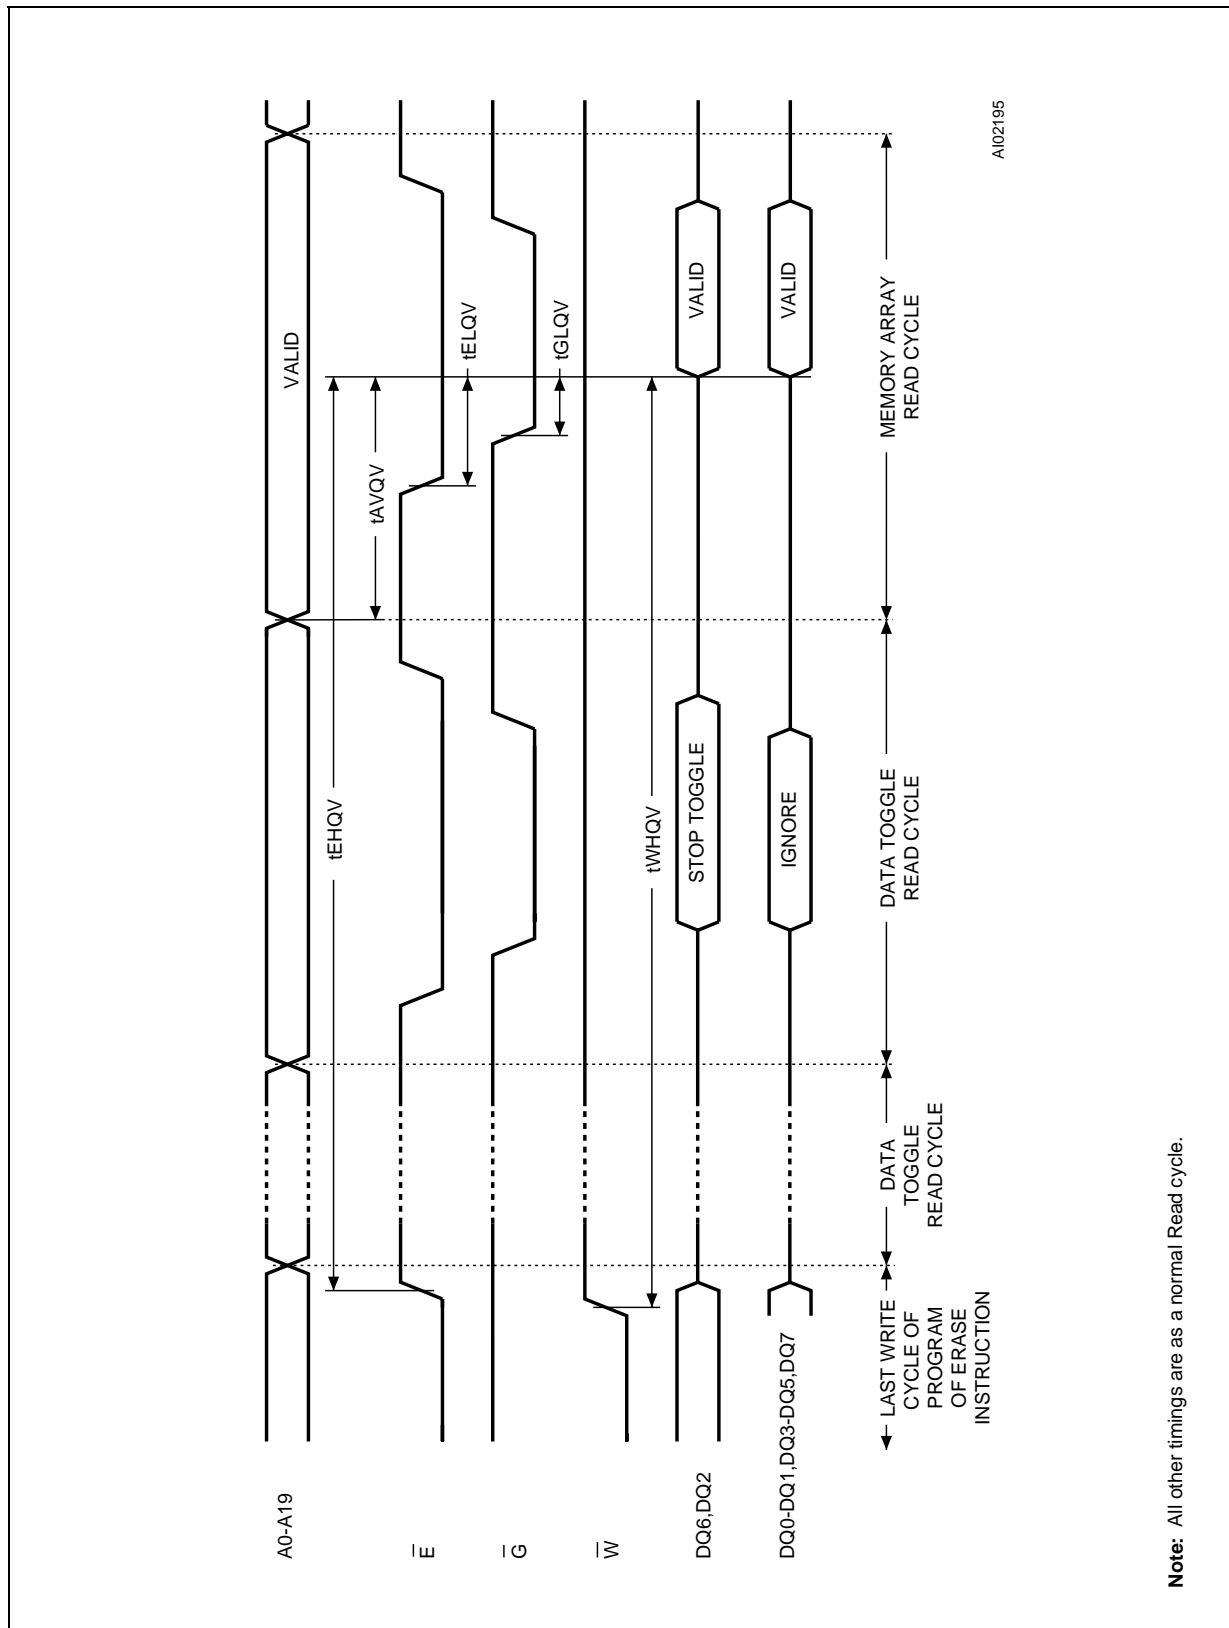 A0-A19
VALID
tEHQV
tAVQV
E
tELQV
G
tGLQV
W
tWHQV
DQ6,DQ2
STOP TOGGLE
VALID
DQ0-DQ1,DQ3-DQ5,DQ7
IGNORE
VALID
LAST WRITE
CYCLE OF
PROGRAM
OF ERASE
INSTRUCTION
DATA
TOGGLE
READ CYCLE
DATA TOGGLE
READ CYCLE
MEMORY ARRAY
READ CYCLE
AI02195
Note: All other timings are as a normal Read cycle.